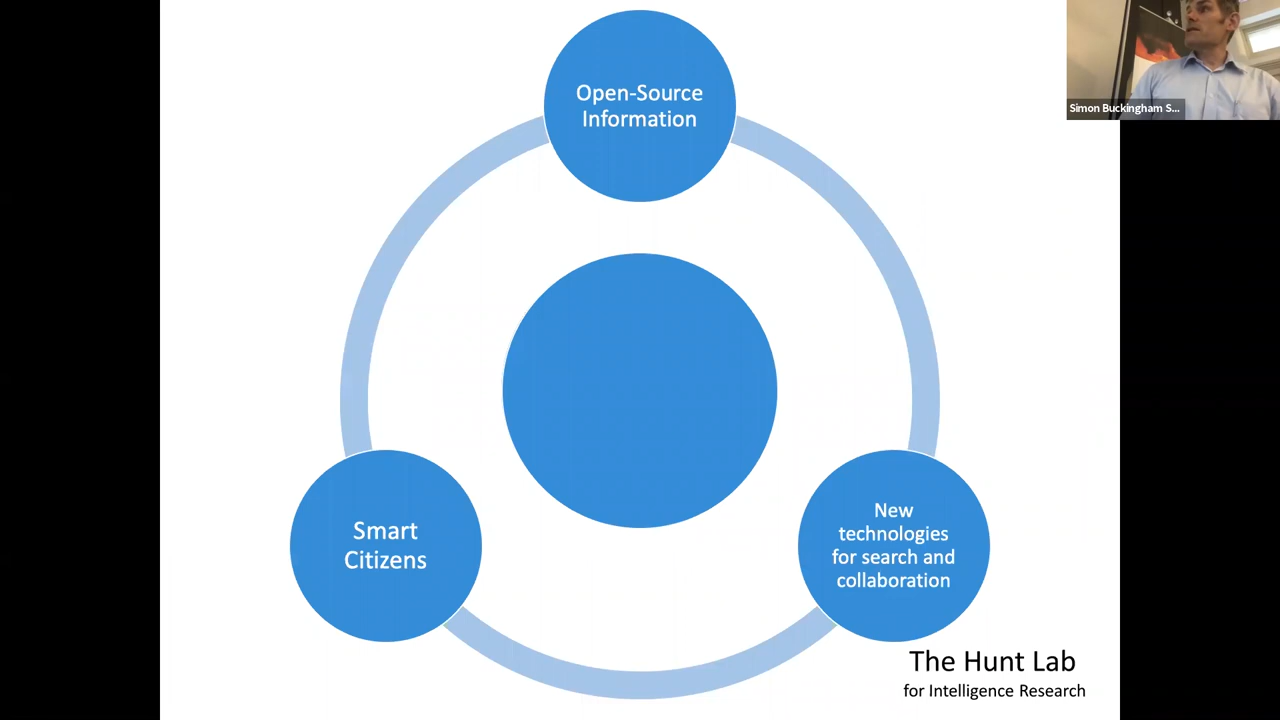 Open-Source
Information
Simon Buckingham S...
Smart
Citizens
New
technologies
for search and
collaboration
The Hunt Lab
for Intelligence Research